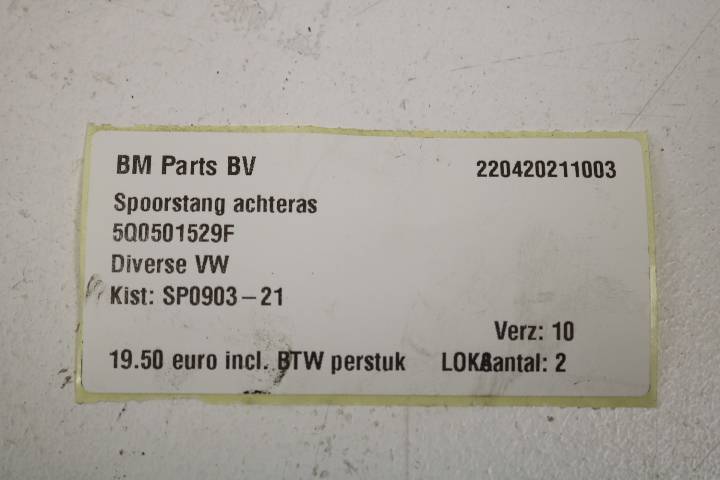 BM Parts BV 220420211003
Spoorstang achteras
5Q0501529F
Diverse VW
Kist: SP0903-21
Verz: 10
19.50 euro incl. BTW perstuk LOKAantal: 2